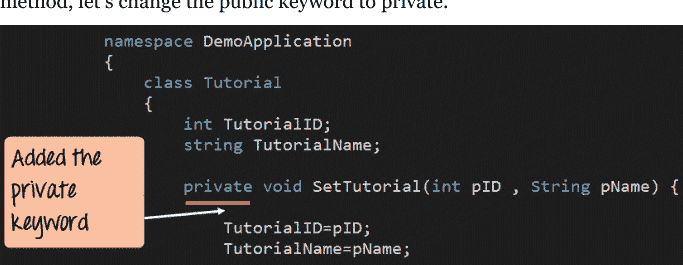 method, let's change the public keyword to private.
namespace DemoApplication
{
class Tutorial
{
int TutorialID;
string TutorialName;
Added the
private
keyword
private void SetTutorial(int pID , String pName) {
TutorialID=pID;
TutorialName=pName;